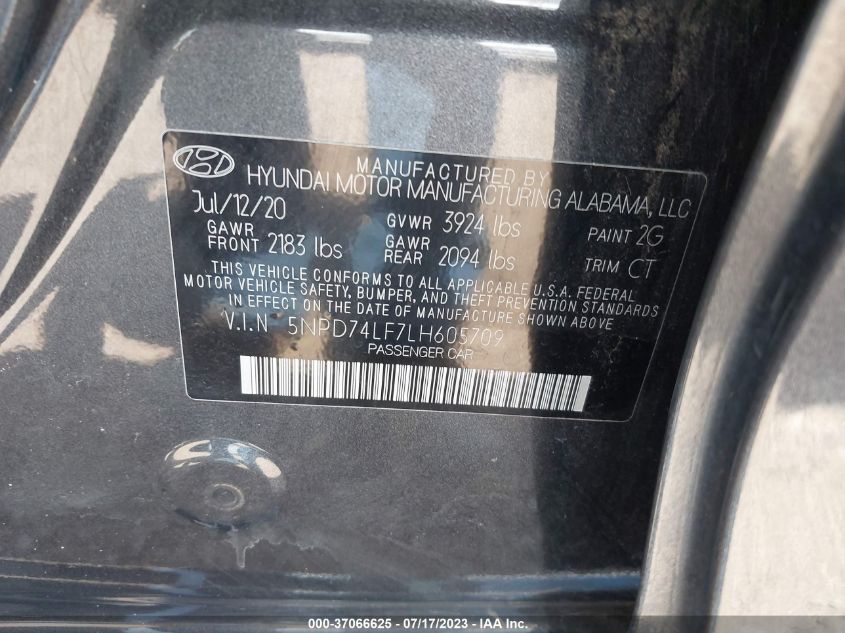 MANUFACTURED BY
HYUNDAI MOTOR MANUFACTURING ALABAMA, LLC
Jul/12/20 GVWR 3924 lbs PAINT 2G
GAWR FRONT 2183 lbs GAWR REAR 2094 lbs TRIM CT
THIS VEHICLE CONFORMS TO ALL APPLICABLE U.S.A. FEDERAL
MOTOR VEHICLE SAFETY, BUMPER, AND THEFT PREVENTION STANDARDS
IN EFFECT ON THE DATE OF MANUFACTURE SHOWN ABOVE
V.I.N 5NPD74LF7LH605709
PASSENGER CAR
000-37066625 - 07/17/2023 - IAA Inc.